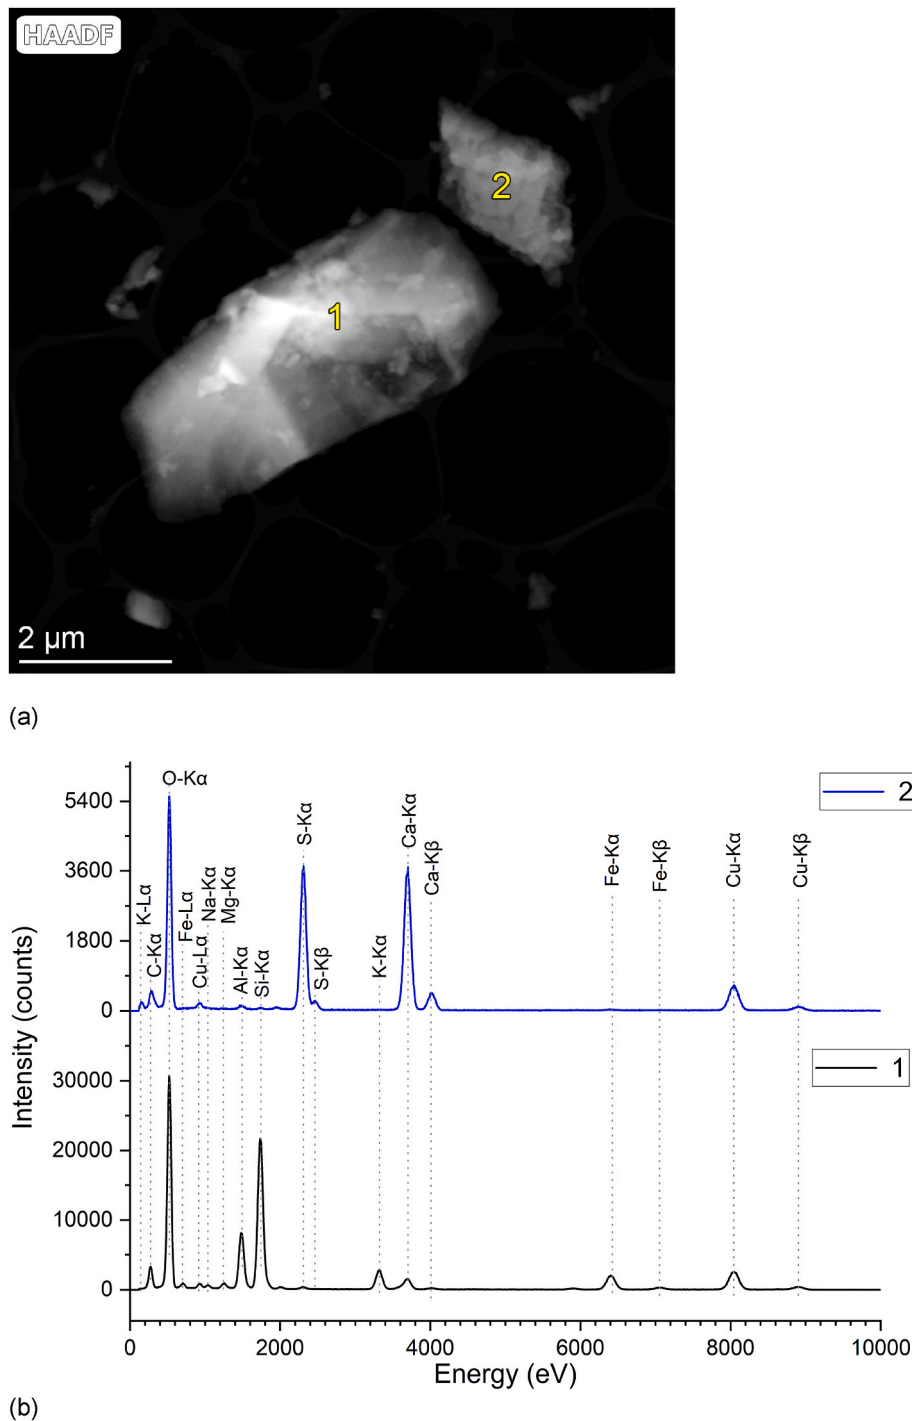 HAADF
2
1
2 μm
(a)
Intensity (counts)
5400
3600
1800
0
30000
20000
10000
0
K-Lα
C-Kα
O-Kα
Fe-Lα
Cu-Lα
Na-Kα
Mg-Kα
Al-Kα
Si-Kα
S-Kα
S-Kβ
K-Kα
Ca-Kα
Ca-Kβ
Fe-Kα
Fe-Kβ
Cu-Kα
Cu-Kβ
2
1
0 2000 4000 6000 8000 10000
Energy (eV)
(b)